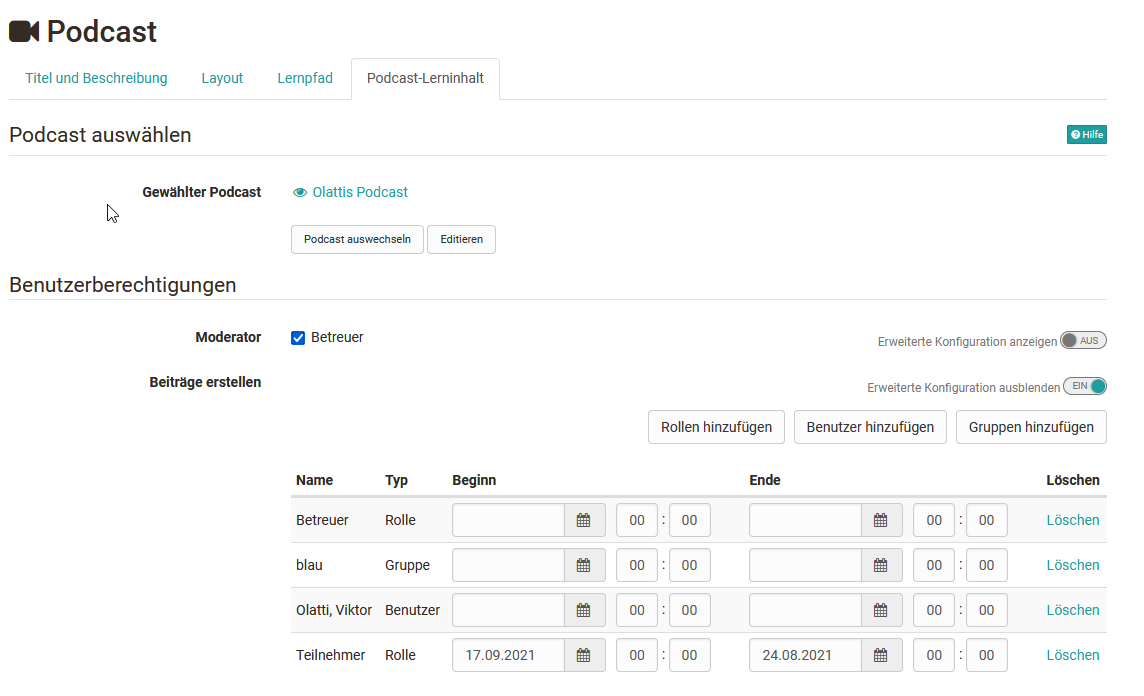 Podcast
Titel und Beschreibung Layout Lernpfad Podcast-Lerninhalt
Podcast auswählen Hilfe
Gewählter Podcast Olattis Podcast
Podcast auswechseln Editieren
Benutzerberechtigungen
Moderator Betreuer Erweiterte Konfiguration anzeigen AUS
Beiträge erstellen Erweiterte Konfiguration ausblenden EIN
Rollen hinzufügen Benutzer hinzufügen Gruppen hinzufügen
Name Typ Beginn Ende Löschen
Betreuer Rolle 00 : 00 00 : 00 Löschen
blau Gruppe 00 : 00 00 : 00 Löschen
Olatti, Viktor Benutzer 00 : 00 00 : 00 Löschen
Teilnehmer Rolle 17.09.2021 00 : 00 24.08.2021 00 : 00 Löschen